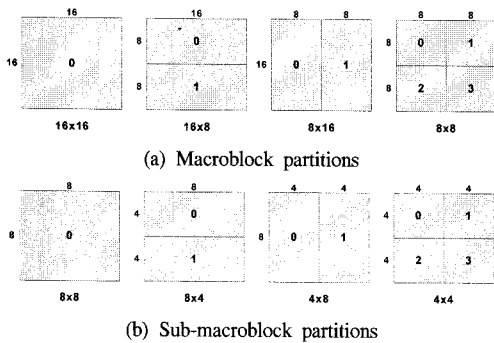 16 16 8 8 8 8
8 0 8 0 1
16 0 16 0 1
8 1 8 2 3
16x16 16x8 8x16 8x8
(a) Macroblock partitions
8 8 4 4 4 4
4 0 4 0 1
8 0 8 0 1
4 1 4 2 3
8x8 8x4 4x8 4x4
(b) Sub-macroblock partitions